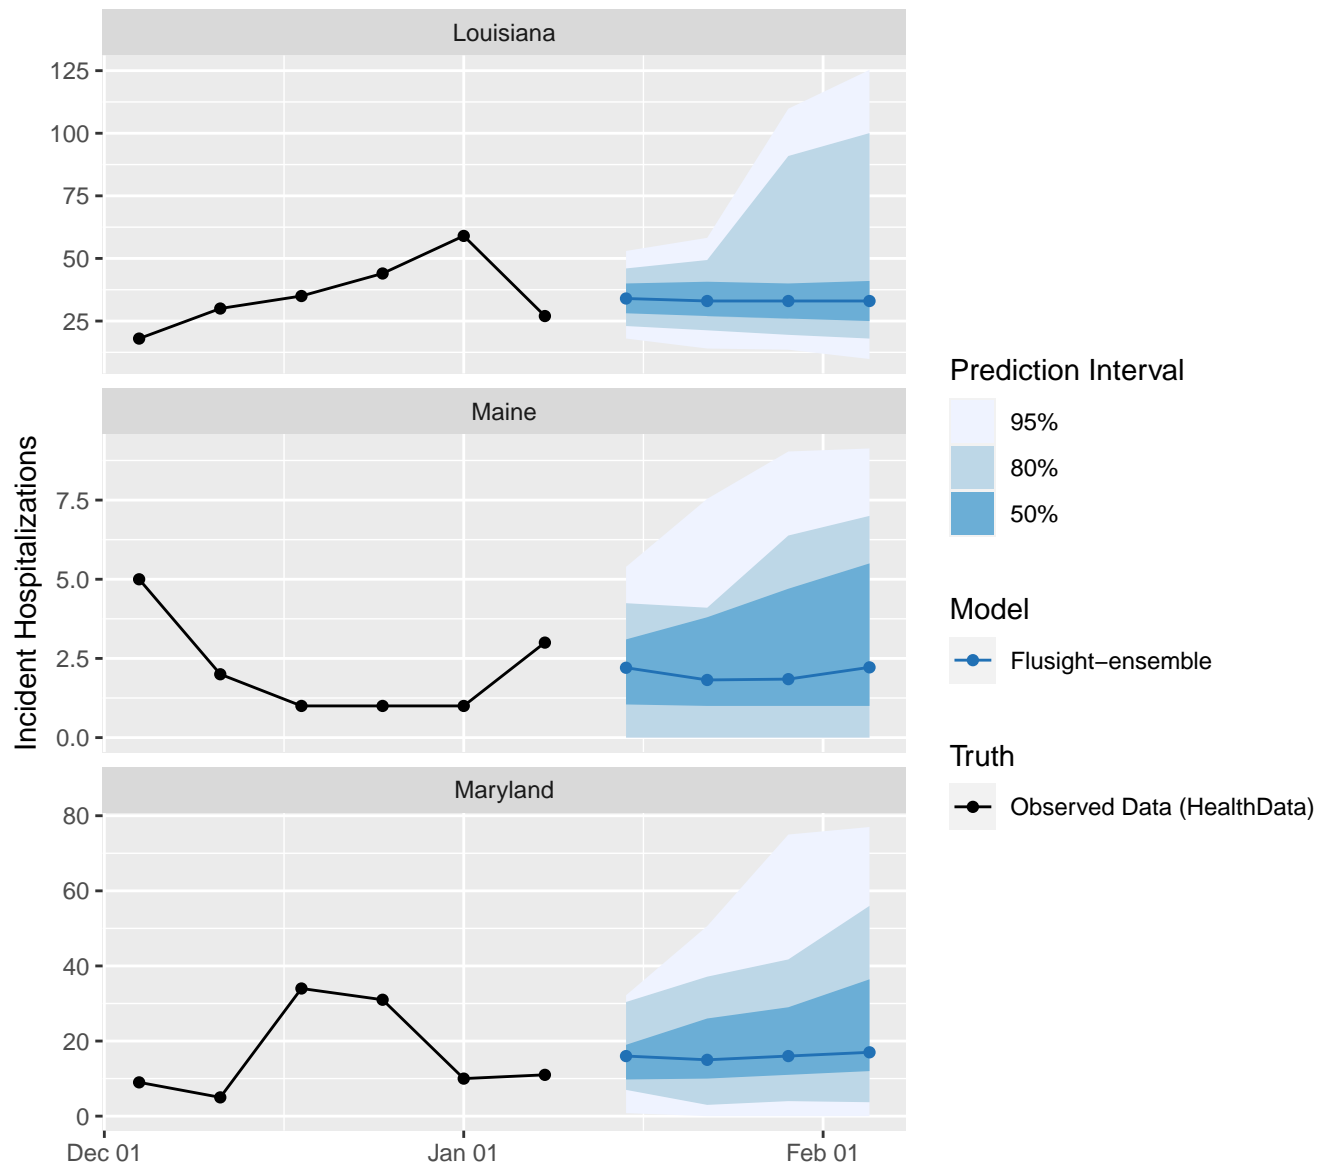 Louisiana
125
100
75
50
25
Maine
7.5
5.0
2.5
0.0
Maryland
80
60
40
20
0
Dec 01
Jan 01
Feb 01
Incident Hospitalizations
Prediction Interval
95%
80%
50%
Model
Flusight−ensemble
Truth
Observed Data (HealthData)